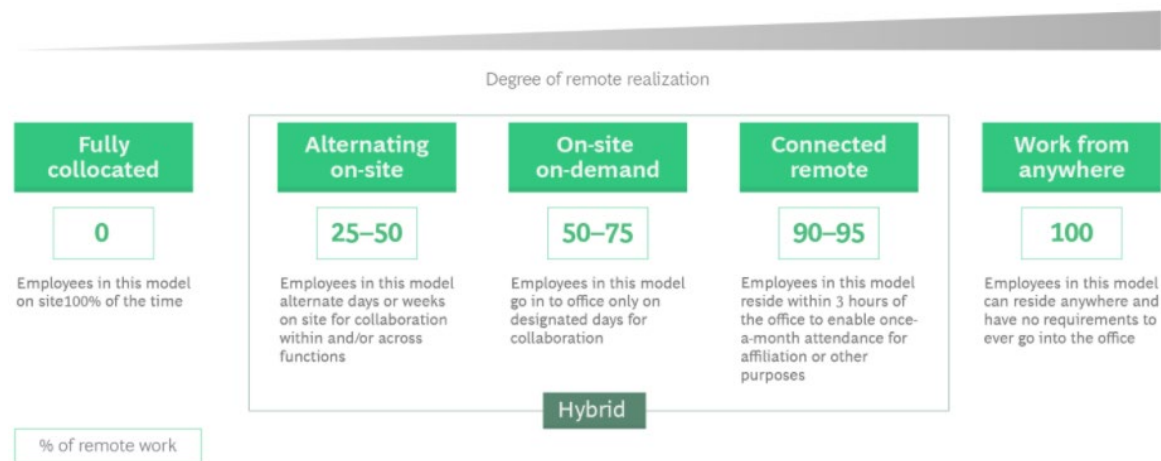 Degree of remote realization
Fully
collocated
0
Employees in this model
on site100% of the time
Alternating
on-site
25–50
Employees in this model
alternate days or weeks
on site for collaboration
within and/or across
functions
On-site
on-demand
50–75
Employees in this model
go in to office only on
designated days for
collaboration
Connected
remote
90–95
Employees in this model
reside within 3 hours of
the office to enable once-
a-month attendance for
affiliation or other
purposes
Work from
anywhere
100
Employees in this model
can reside anywhere and
have no requirements to
ever go into the office
Hybrid
% of remote work